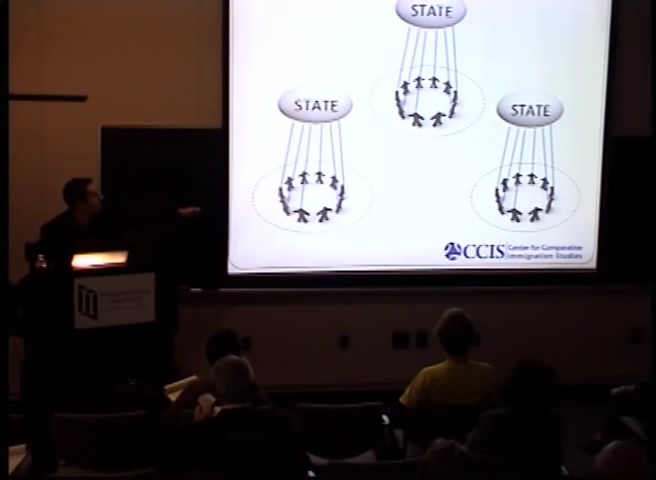 STATE
STATE
STATE
CCIS Center for Comparative
Immigration Studies